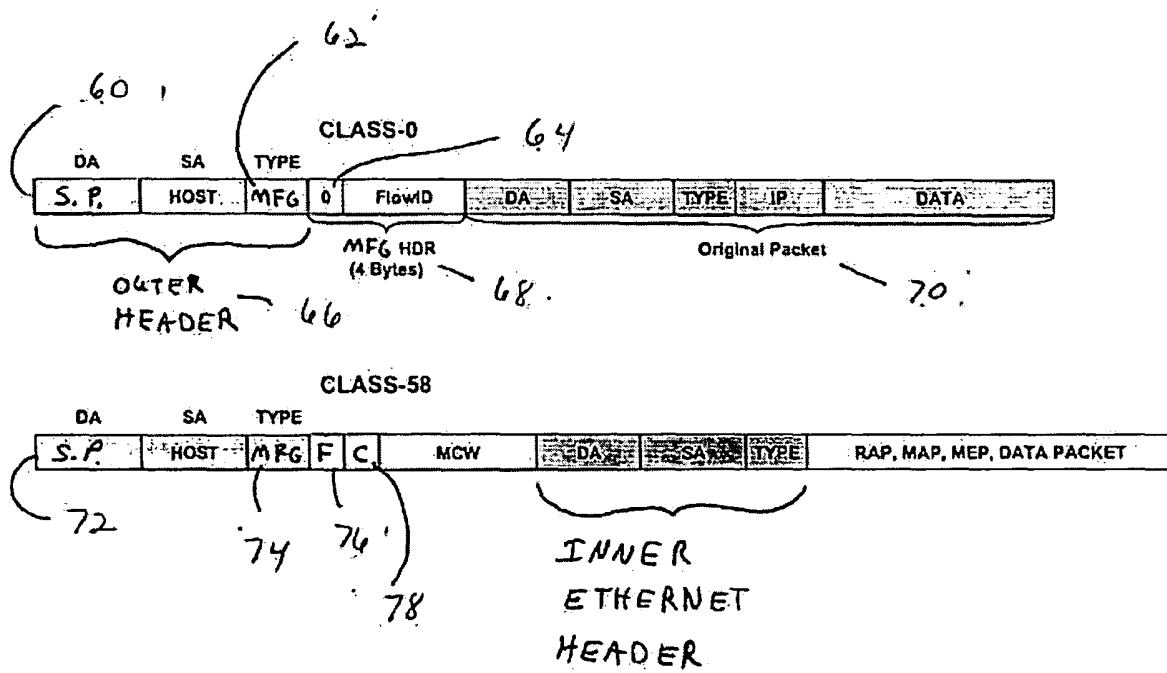 62'
60
CLASS-0
64
DA SA TYPE
S.P. HOST MFG 0 FlowID DA SA TYPE IP DATA
MFG HDR
(4 Bytes)
Original Packet
OUTER
HEADER
66
68.
70.
CLASS-58
DA SA TYPE
S.P. HOST MFG F C MCW DA SA TYPE RAP, MAP, MEP, DATA PACKET
72
74
76
78
INNER
ETHERNET
HEADER